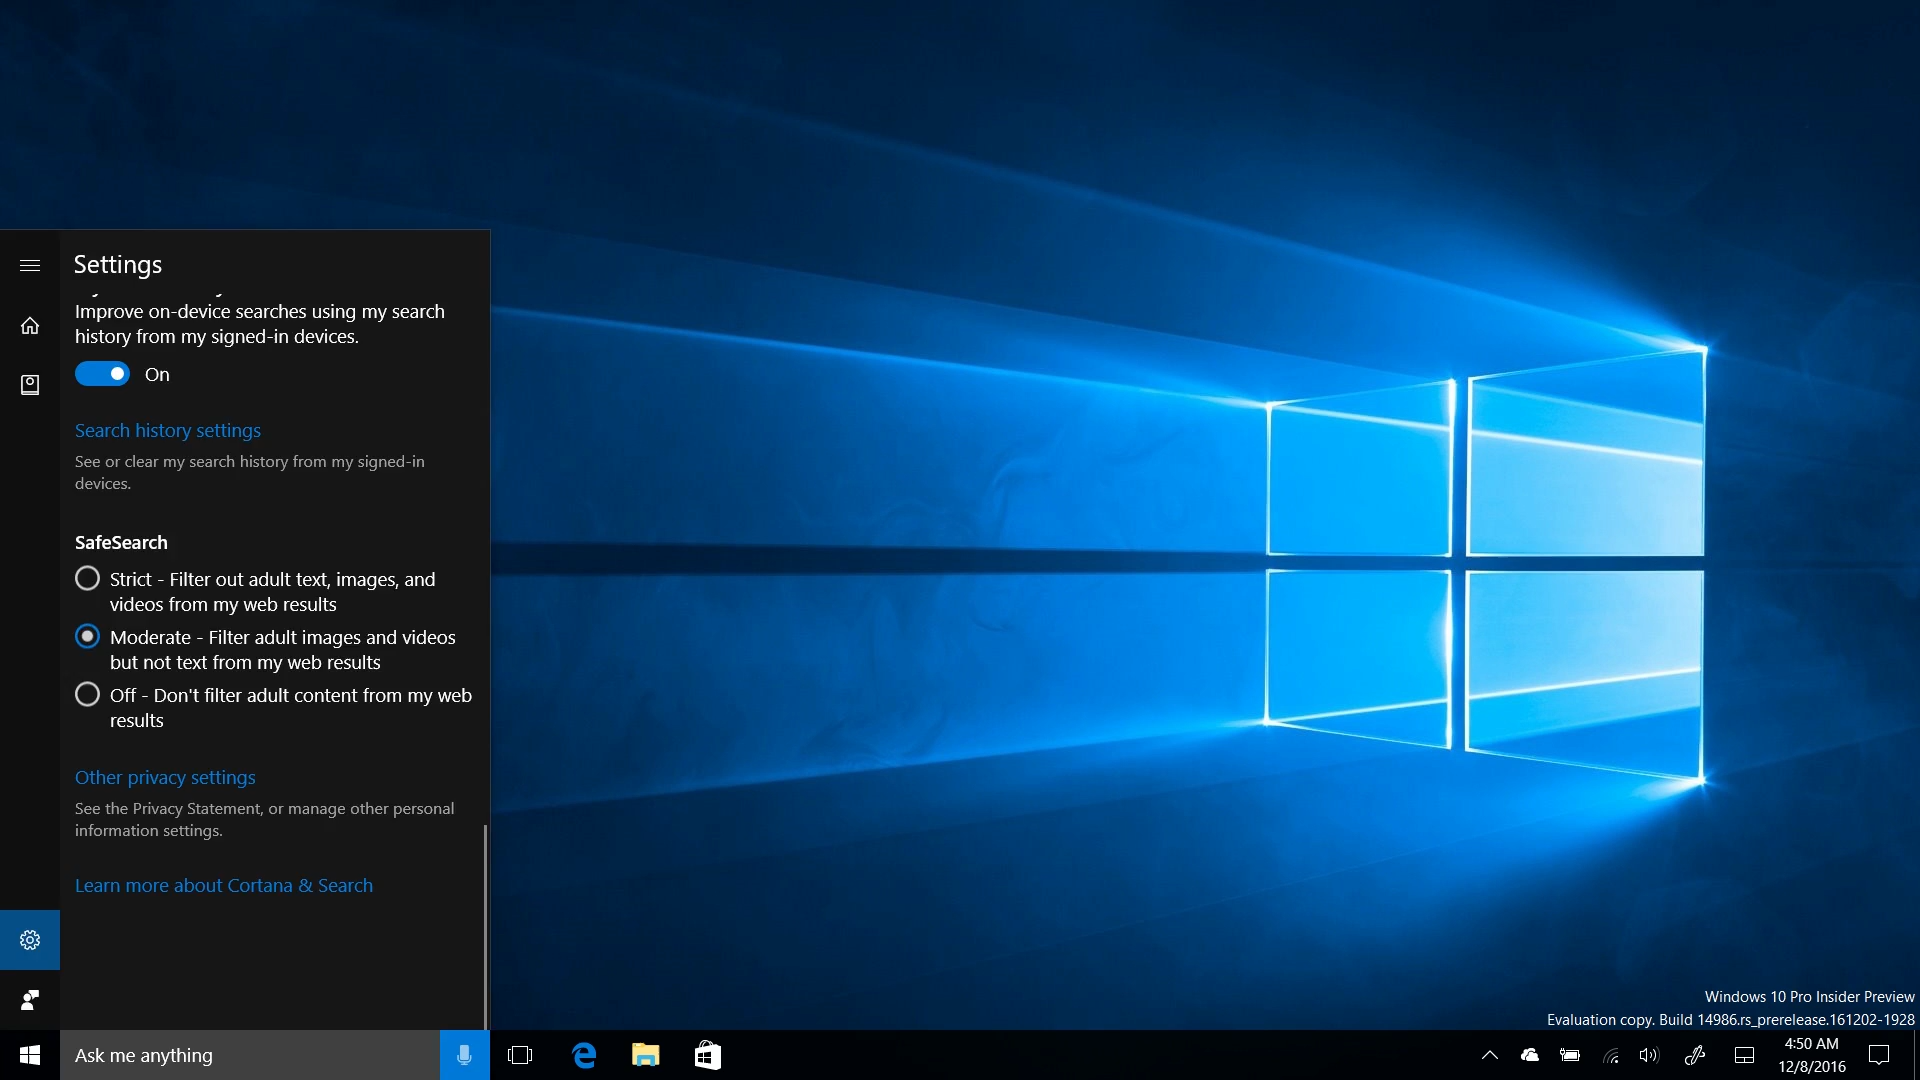 Settings
Improve on-device searches using my search
history from my signed-in devices.
On
Search history settings
See or clear my search history from my signed-in
devices.
SafeSearch
Strict - Filter out adult text, images, and
videos from my web results
Moderate - Filter adult images and videos
but not text from my web results
Off - Don't filter adult content from my web
results
Other privacy settings
See the Privacy Statement, or manage other personal
information settings.
Learn more about Cortana & Search
Windows 10 Pro Insider Preview
Evaluation copy. Build 14986.rs_prerelease.161202-1928
Ask me anything
4:50 AM
12/8/2016